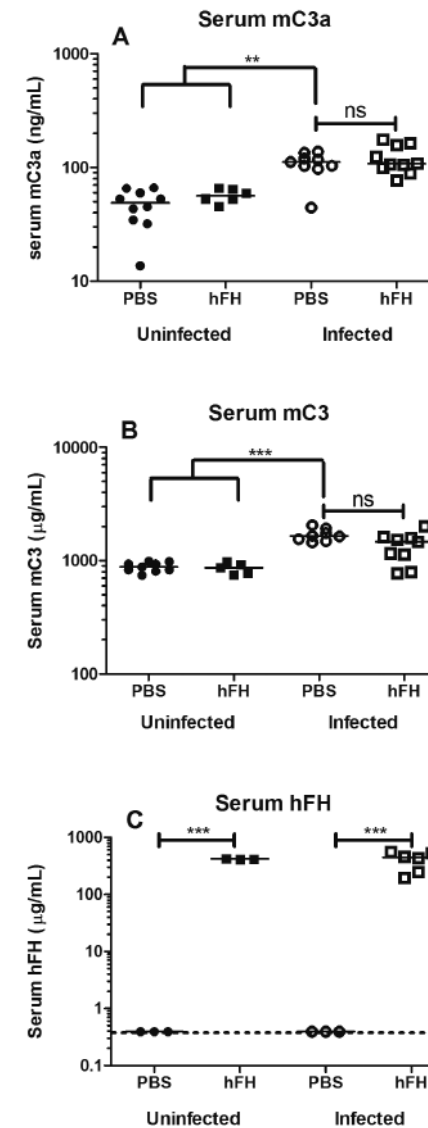 A
Serum mC3a
serum mC3a (ng/mL)
1000
100
10
**
ns
PBS hFH PBS hFH
Uninfected Infected
B
Serum mC3
Serum mC3 (µg/mL)
10000
1000
100
***
ns
PBS hFH PBS hFH
Uninfected Infected
C
Serum hFH
Serum hFH (µg/mL)
1000
100
10
1
0.1
***
***
PBS hFH PBS hFH
Uninfected Infected